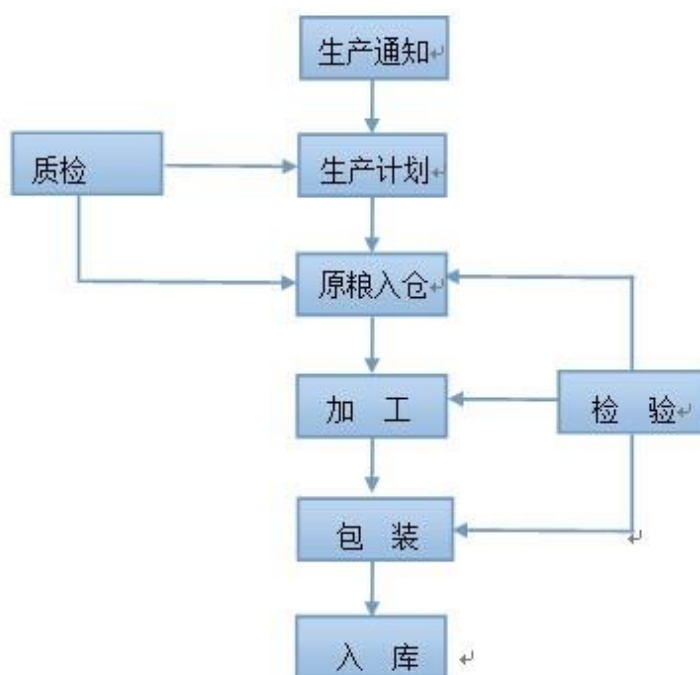 生产通知
质检
生产计划
原粮入仓
加　工
检　验
包　装
入　库